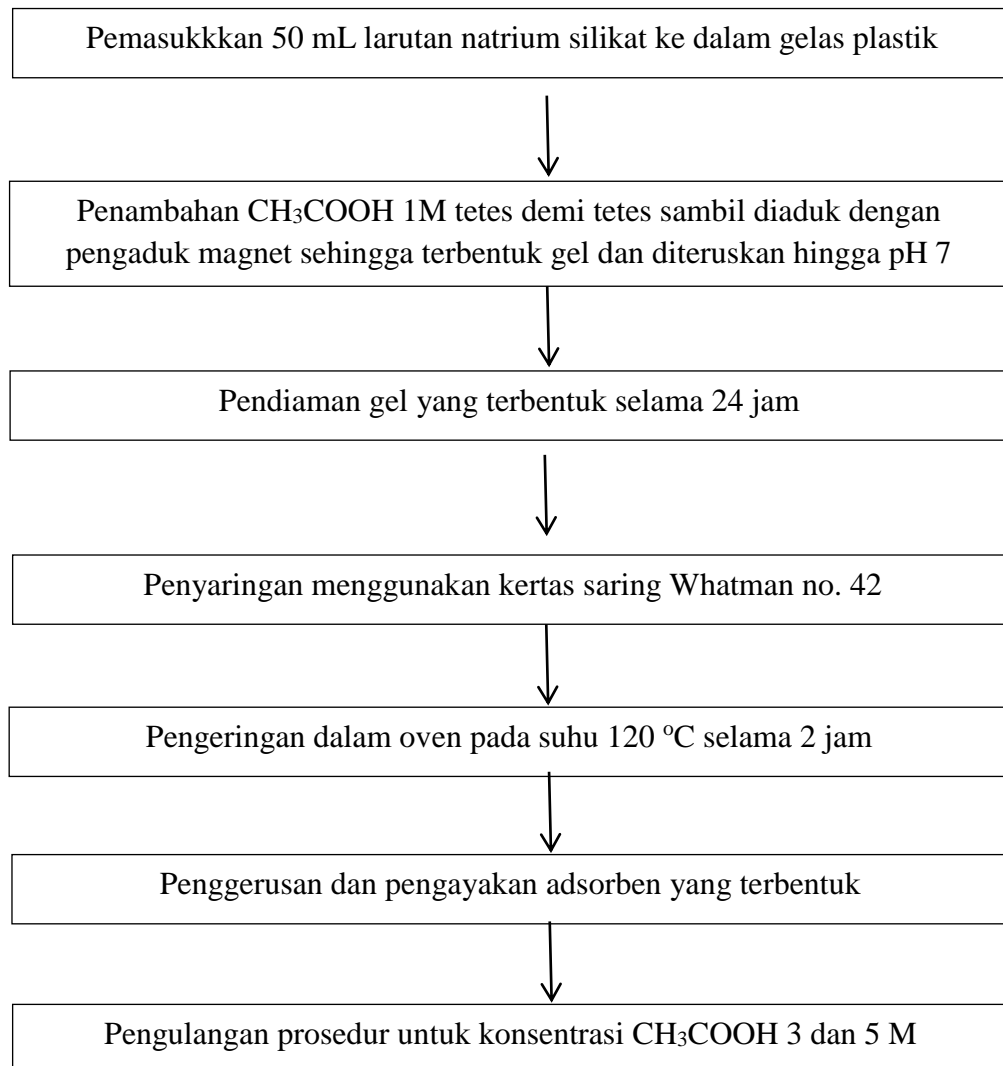 Pemasukkkan 50 mL larutan natrium silikat ke dalam gelas plastik
Penambahan CH₃COOH 1M tetes demi tetes sambil diaduk dengan
pengaduk magnet sehingga terbentuk gel dan diteruskan hingga pH 7
Pendiaman gel yang terbentuk selama 24 jam
Penyaringan menggunakan kertas saring Whatman no. 42
Pengeringan dalam oven pada suhu 120 ºC selama 2 jam
Penggerusan dan pengayakan adsorben yang terbentuk
Pengulangan prosedur untuk konsentrasi CH₃COOH 3 dan 5 M